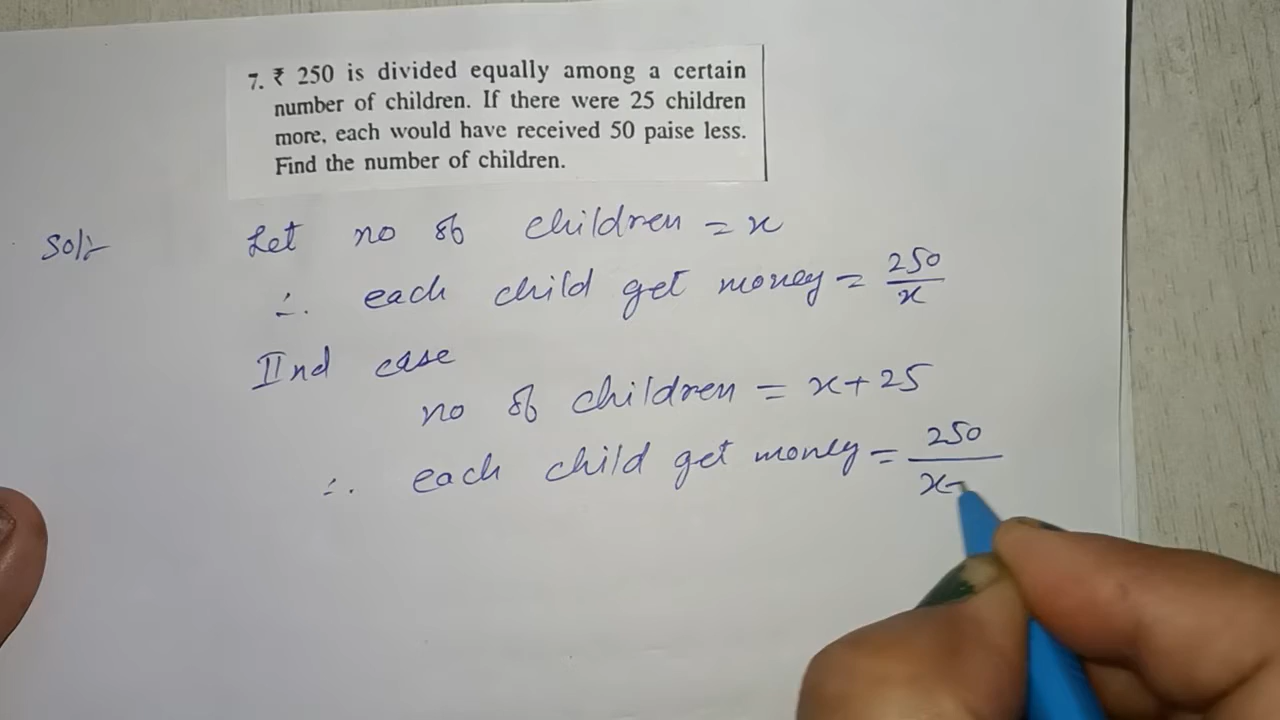 7. ₹ 250 is divided equally among a certain
number of children. If there were 25 children
more, each would have received 50 paise less.
Find the number of children.
Sol:- Let no of children = x
∴ each child get money = 250/x
IInd case
no of children = x+25
∴ each child get money = 250/x-